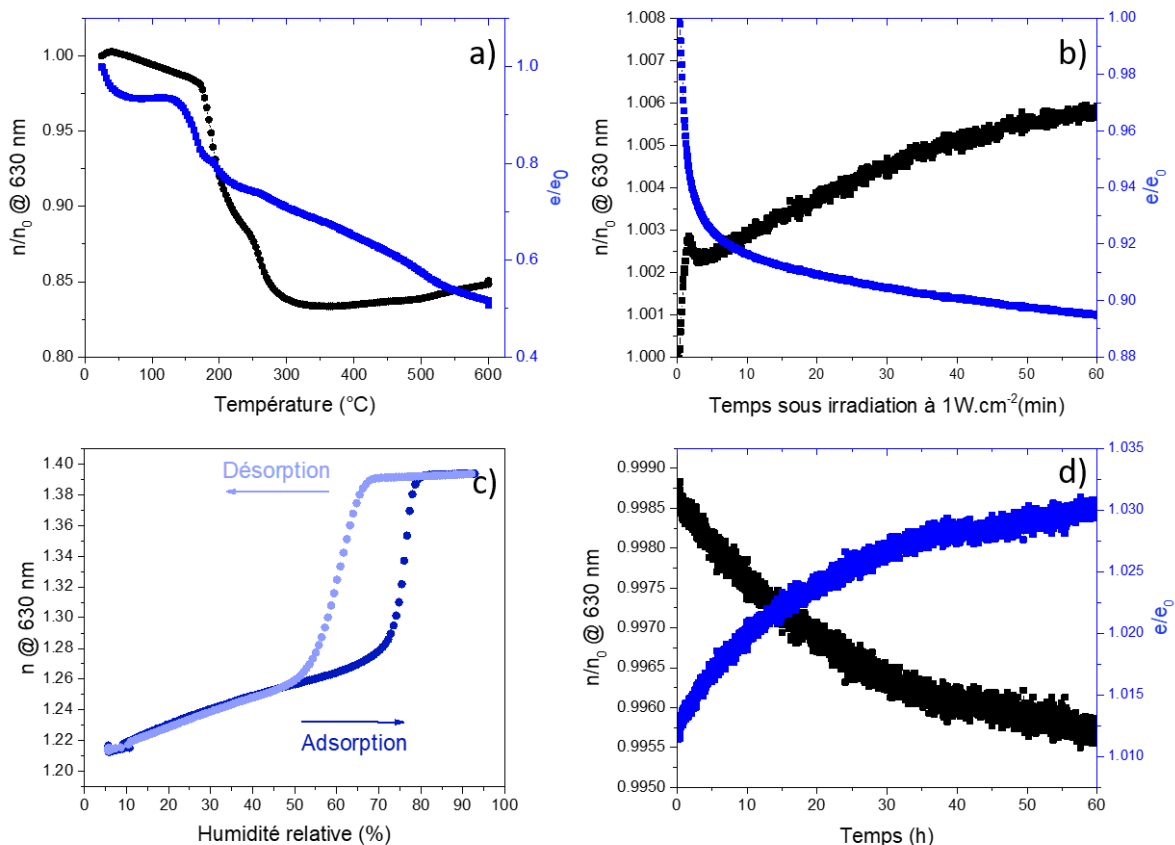 a)
n/n0 @ 630 nm
1.00
0.95
0.90
0.85
0.80
1.0
0.8
0.6
0.4
e/e0
0 100 200 300 400 500 600
Température (°C)
b)
n/n0 @ 630 nm
1.008
1.007
1.006
1.005
1.004
1.003
1.002
1.001
1.000
1.00
0.98
0.96
0.94
0.92
0.90
0.88
e/e0
0 10 20 30 40 50 60
Temps sous irradiation à 1W.cm-2(min)
c)
n @ 630 nm
1.40
1.38
1.36
1.34
1.32
1.30
1.28
1.26
1.24
1.22
1.20
Désorption
Adsorption
0 10 20 30 40 50 60 70 80 90 100
Humidité relative (%)
d)
n/n0 @ 630 nm
0.9990
0.9985
0.9980
0.9975
0.9970
0.9965
0.9960
0.9955
0.9950
1.035
1.030
1.025
1.020
1.015
1.010
e/e0
0 10 20 30 40 50 60
Temps (h)